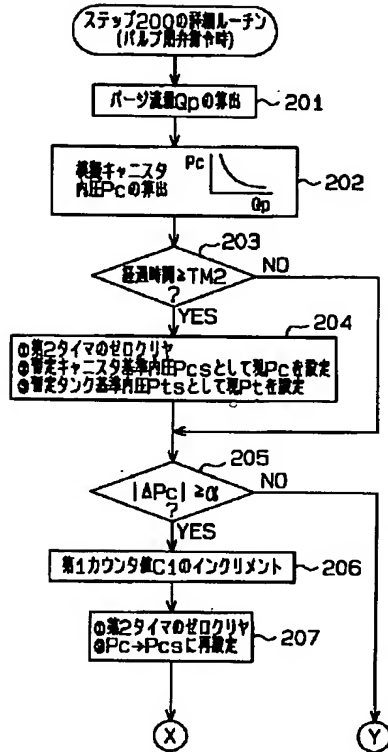 ステップ200の詳細ルーチン
(バルブ閉弁指令時)
パージ流量Qpの算出
201
模擬キャニスタ
内圧Pcの算出
Pc
Qp
202
203
経過時間≧TM2
?
NO
YES
204
①第2タイマのゼロクリヤ
②暫定キャニスタ基準内圧Pcsとして現Pcを設定
③暫定タンク基準内圧Ptsとして現Ptを設定
205
|ΔPc|≧α
?
NO
YES
第1カウンタ値C1のインクリメント
206
①第2タイマのゼロクリヤ
②Pc→Pcsに再設定
207
X
Y